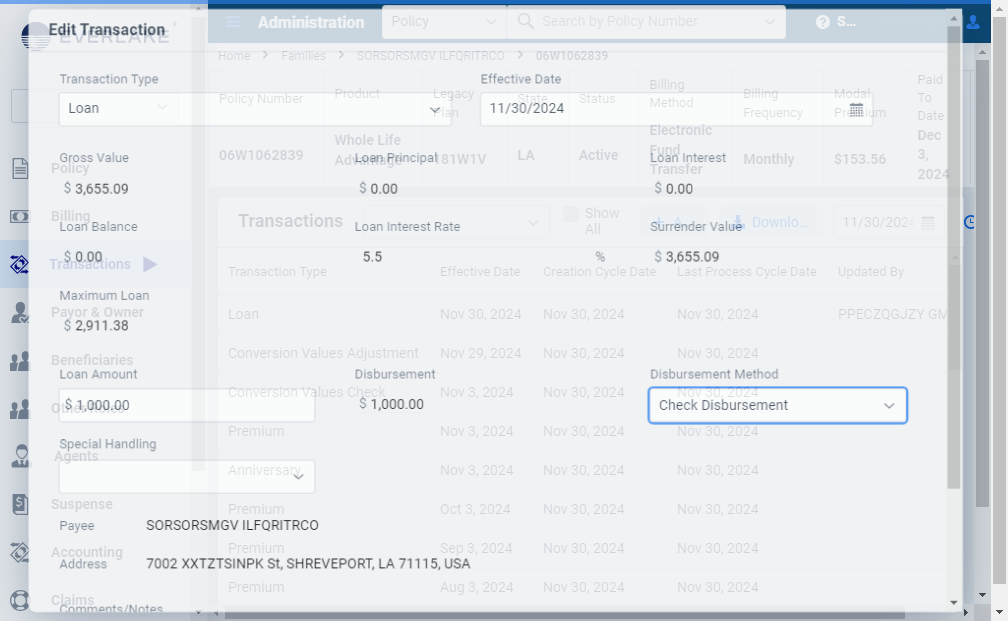 Edit Transaction
EVERLAKE
Administration
Policy
Search by Policy Number
S...
Home > Families > SORSORSMGV ILFQRITRCO > 06W1062839
Transaction Type
Loan
Effective Date
11/30/2024
Policy Number
Product
Legacy Plan
State
Status
Billing Method
Billing Frequency
Modal Premium
Paid To Date
06W1062839
Whole Life Advantage
181W1V
LA
Active
Electronic Fund Transfer
Monthly
$153.56
Dec 3, 2024
Gross Value
$ 3,655.09
Loan Principal
$ 0.00
Loan Interest
$ 0.00
Loan Balance
$ 0.00
Loan Interest Rate
5.5 %
Surrender Value
$ 3,655.09
Maximum Loan
$ 2,911.38
Loan Amount
$ 1,000.00
Disbursement
$ 1,000.00
Disbursement Method
Check Disbursement
Special Handling
Payee
SORSORSMGV ILFQRITRCO
Address
7002 XXTZTSINPK St, SHREVEPORT, LA 71115, USA
Comments/Notes
Policy
Billing
Transactions
Payor & Owner
Beneficiaries
Other Roles
Agents
Suspense
Accounting
Claims
Transactions
Show All
+ A...
Downlo...
11/30/2024
Transaction Type
Effective Date
Creation Cycle Date
Last Process Cycle Date
Updated By
Loan Nov 30, 2024 Nov 30, 2024 Nov 30, 2024 PPECZQGJZY GM
Conversion Values Adjustment Nov 29, 2024 Nov 30, 2024 Nov 30, 2024
Conversion Values Check Nov 3, 2024 Nov 30, 2024 Nov 30, 2024
Premium Nov 3, 2024 Nov 30, 2024 Nov 30, 2024
Anniversary Nov 3, 2024 Nov 30, 2024 Nov 30, 2024
Premium Oct 3, 2024 Nov 30, 2024 Nov 30, 2024
Premium Sep 3, 2024 Nov 30, 2024 Nov 30, 2024
Premium Aug 3, 2024 Nov 30, 2024 Nov 30, 2024